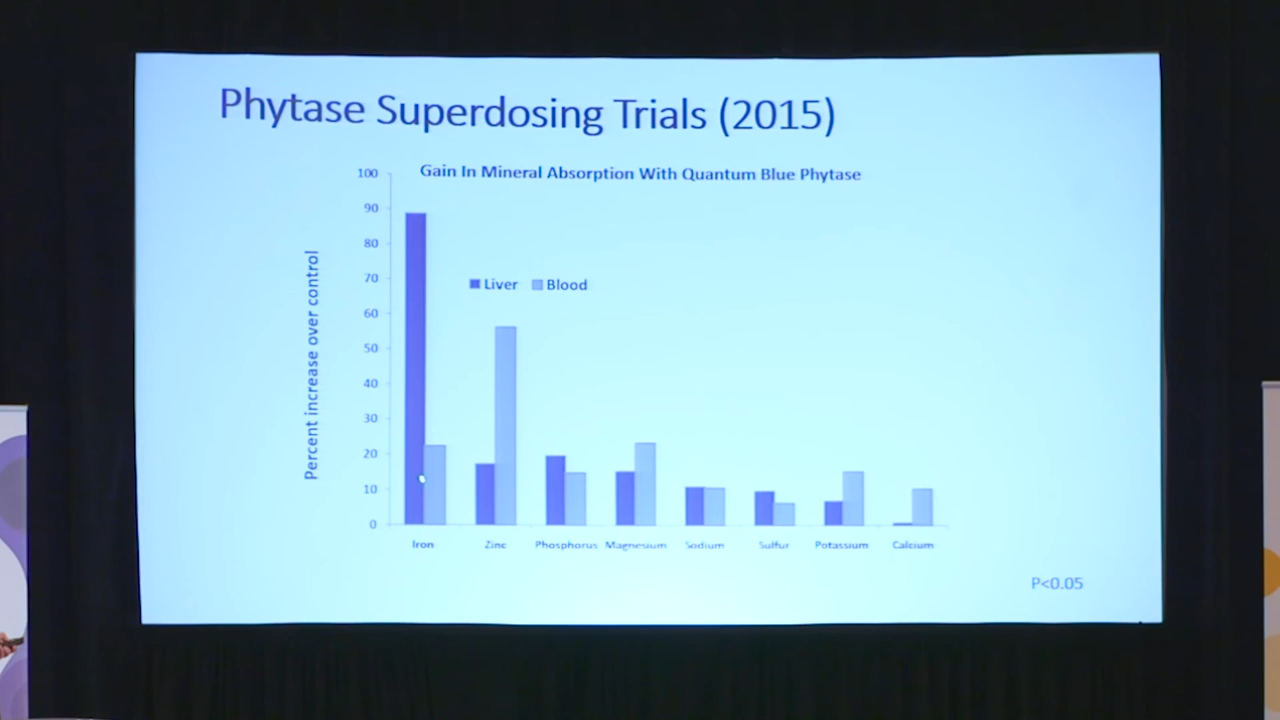 Phytase Superdosing Trials (2015)
Gain In Mineral Absorption With Quantum Blue Phytase
Percent increase over control
100
90
80
70
60
50
40
30
20
10
0
Liver Blood
Iron Zinc Phosphorus Magnesium Sodium Sulfur Potassium Calcium
P<0.05